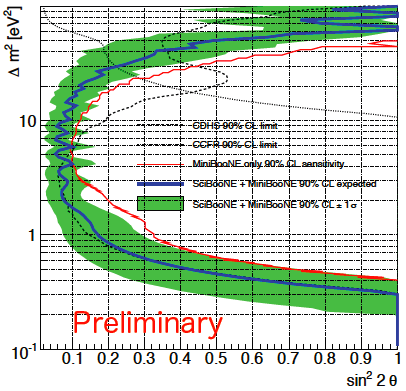 Δ m² [eV²]
10
CDHS 90% CL limit
CCFR 90% CL limit
MiniBooNE only 90% CL sensitivity
SciBooNE + MiniBooNE 90% CL expected
SciBooNE + MiniBooNE 90% CL ± 1σ
1
Preliminary
10⁻¹
0.1 0.2 0.3 0.4 0.5 0.6 0.7 0.8 0.9 1
sin² 2 θ